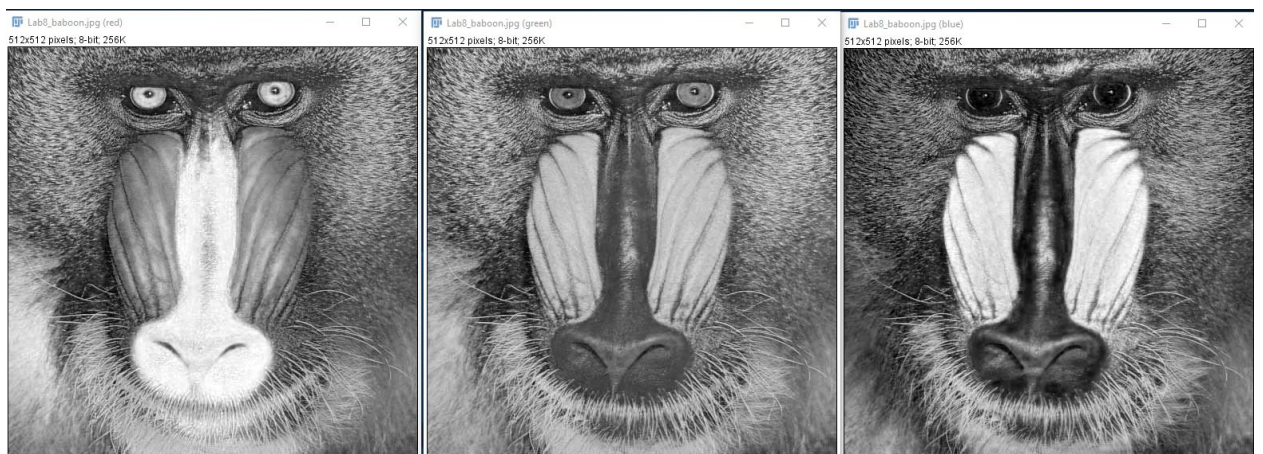 Lab8_baboon.jpg (red)
512x512 pixels; 8-bit; 256K
Lab8_baboon.jpg (green)
512x512 pixels; 8-bit; 256K
Lab8_baboon.jpg (blue)
512x512 pixels; 8-bit; 256K